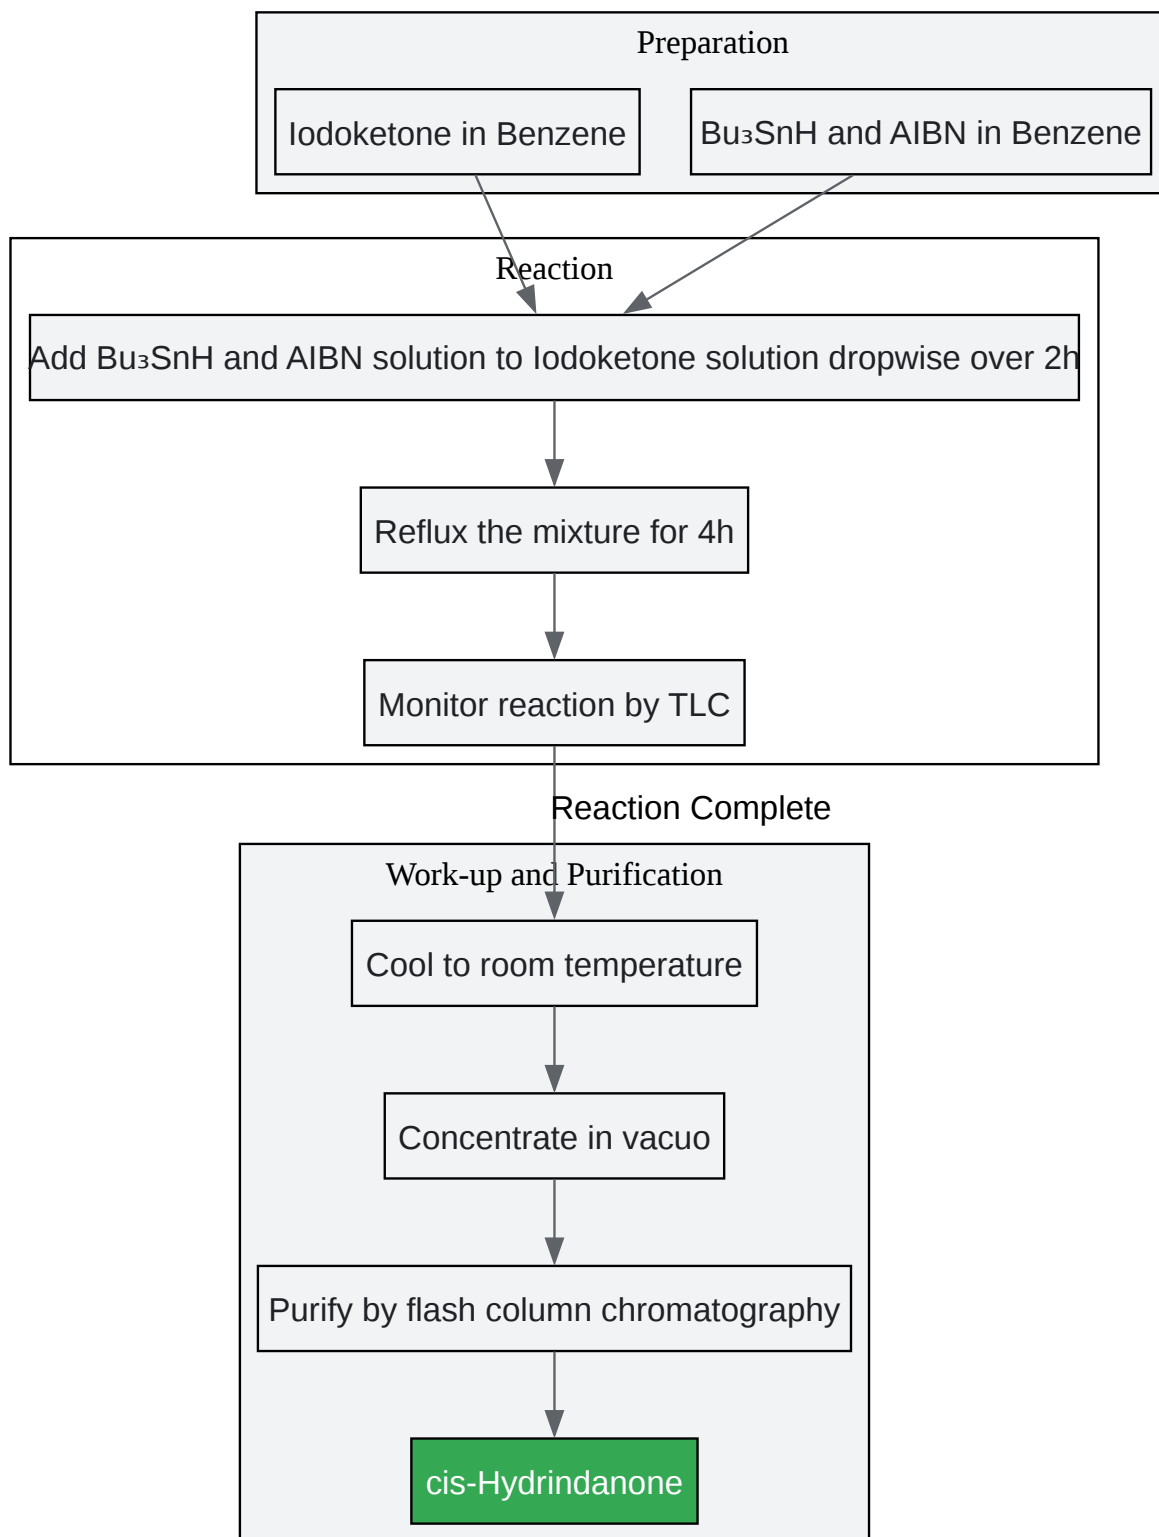 Preparation
Iodoketone in Benzene
Bu₃SnH and AIBN in Benzene
Reaction
Add Bu₃SnH and AIBN solution to Iodoketone solution dropwise over 2h
Reflux the mixture for 4h
Monitor reaction by TLC
Reaction Complete
Work-up and Purification
Cool to room temperature
Concentrate in vacuo
Purify by flash column chromatography
cis-Hydrindanone